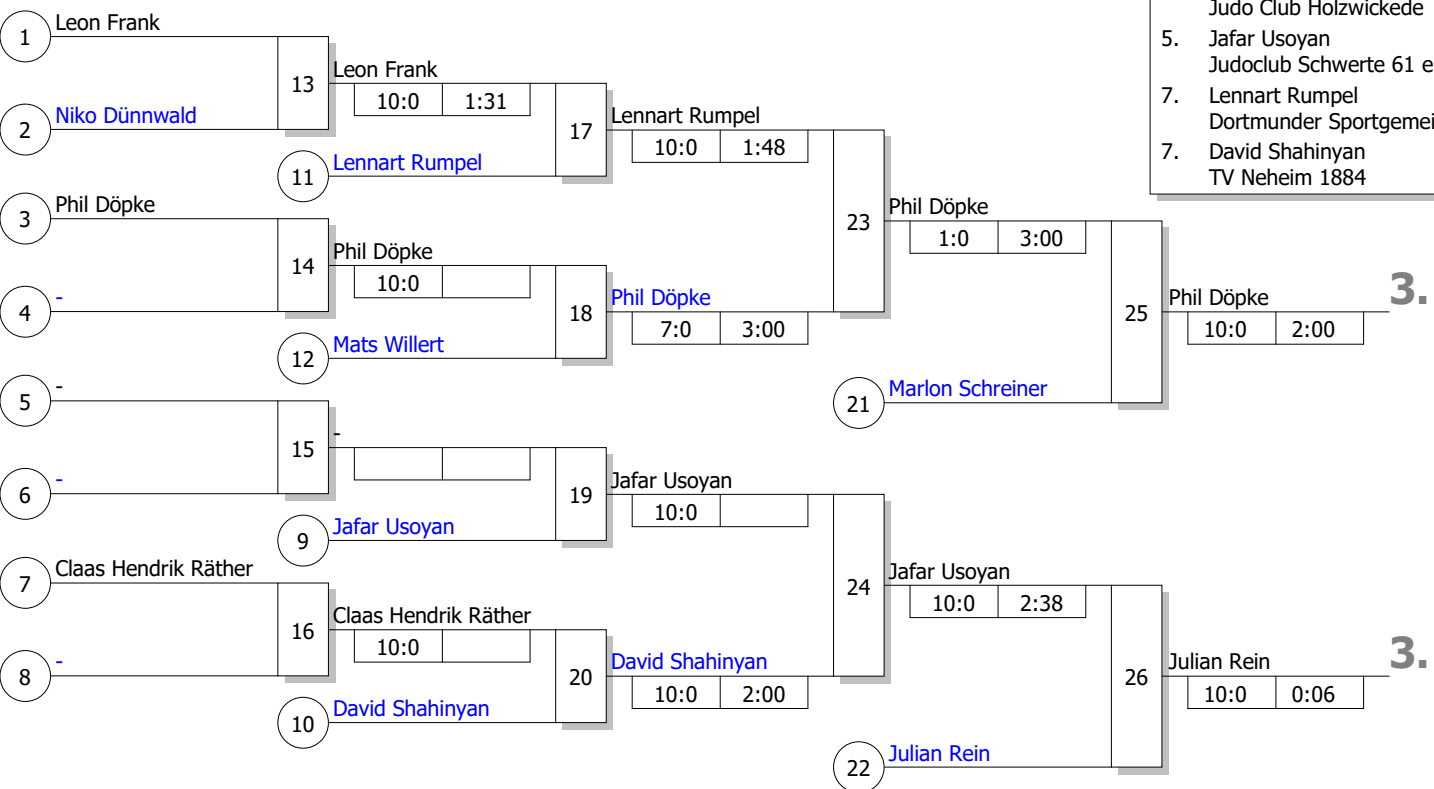 Judo Club Holzwickede
5. Jafar Usoyan
Judoclub Schwerte 61 e
7. Lennart Rumpel
Dortmunder Sportgemei
7. David Shahinyan
TV Neheim 1884
1 Leon Frank
2 Niko Dünnwald
13 Leon Frank
10:0 1:31
11 Lennart Rumpel
17 Lennart Rumpel
10:0 1:48
3 Phil Döpke
4 -
14 Phil Döpke
10:0
12 Mats Willert
18 Phil Döpke
7:0 3:00
23 Phil Döpke
1:0 3:00
21 Marlon Schreiner
25 Phil Döpke
10:0 2:00
3.
5 -
6 -
15 -
9 Jafar Usoyan
19 Jafar Usoyan
10:0
7 Claas Hendrik Räther
8 -
16 Claas Hendrik Räther
10:0
10 David Shahinyan
20 David Shahinyan
10:0 2:00
24 Jafar Usoyan
10:0 2:38
22 Julian Rein
26 Julian Rein
10:0 0:06
3.